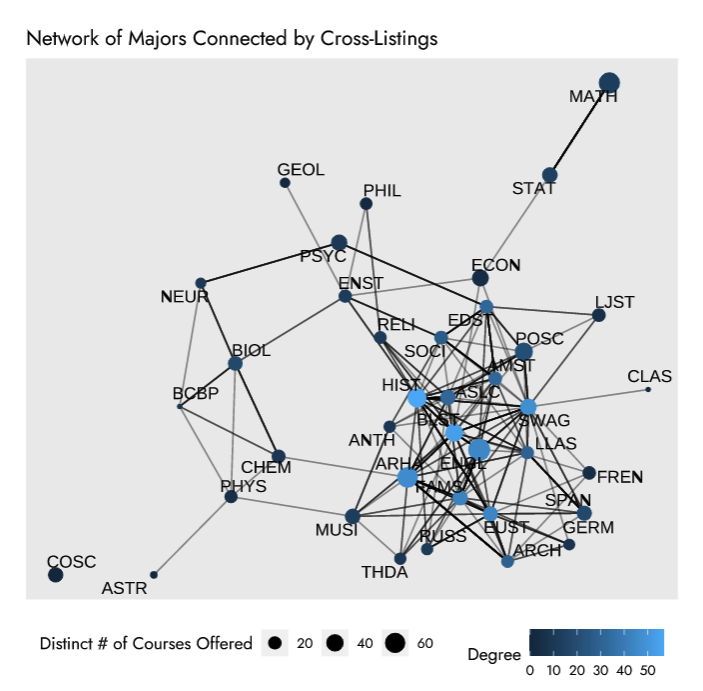 Network of Majors Connected by Cross-Listings
MATH
GEOL
PHIL
STAT
PSYC
ECON
ENST
NEUR
LJST
EDST
RELI
POSC
SOCI
BIOL
AMST
CLAS
HIST
ASLC
BCBP
BLST
SWAG
ANTH
LLAS
ENGL
ARHA
CHEM
FREN
PHYS
FAMS
SPAN
MUSI
EUST
GERM
RUSS
ARCH
COSC
THDA
ASTR
Distinct # of Courses Offered 20 40 60
Degree
0 10 20 30 40 50